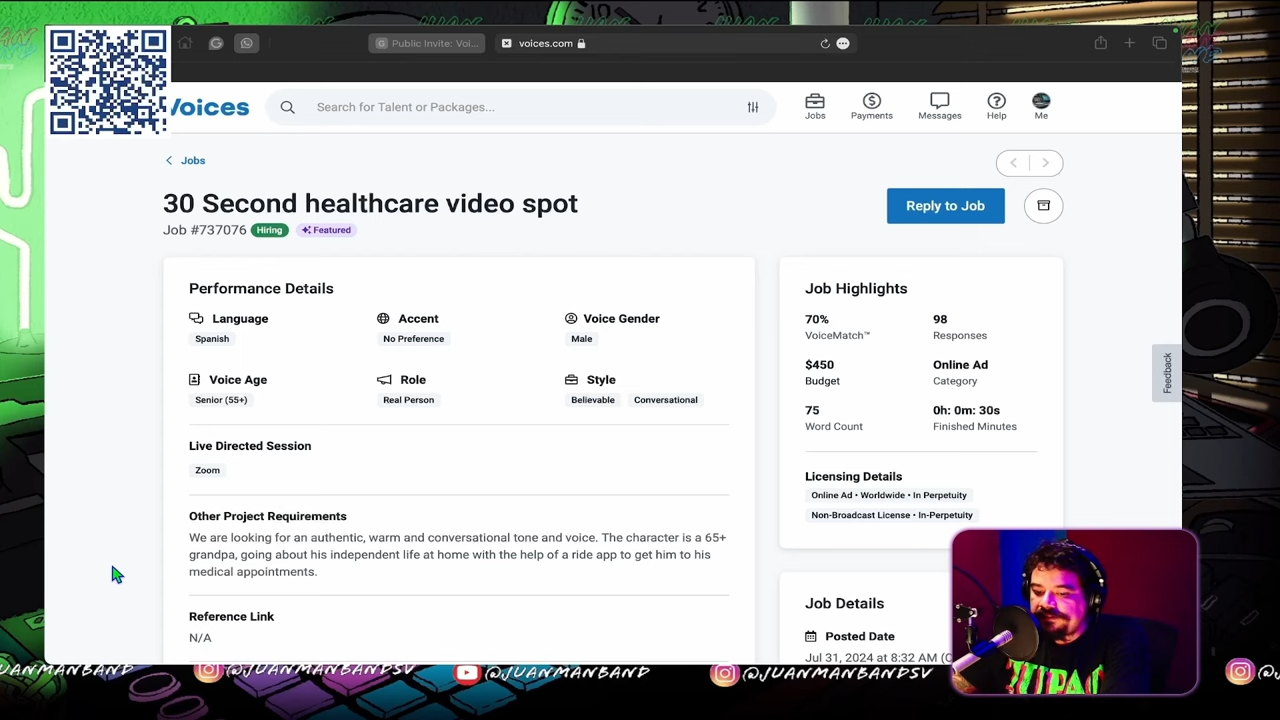 Public Invite: Voi...
voices.com
Voices
Search for Talent or Packages...
Jobs
Payments
Messages
Help
Me
Jobs
30 Second healthcare video spot
Reply to Job
Job #737076 Hiring Featured
Performance Details
Language
Accent
Voice Gender
Spanish
No Preference
Male
Voice Age
Role
Style
Senior (55+)
Real Person
Believable
Conversational
Live Directed Session
Zoom
Other Project Requirements
We are looking for an authentic, warm and conversational tone and voice. The character is a 65+
grandpa, going about his independent life at home with the help of a ride app to get him to his
medical appointments.
Reference Link
N/A
Job Highlights
70%
98
VoiceMatch™
Responses
$450
Online Ad
Budget
Category
75
0h: 0m: 30s
Word Count
Finished Minutes
Licensing Details
Online Ad • Worldwide • In Perpetuity
Non-Broadcast License • In-Perpetuity
Job Details
Posted Date
Jul 31, 2024 at 8:32 AM
Feedback
@JUANMANBANDSV @JUANMANBAND @JUANMANBANDSV